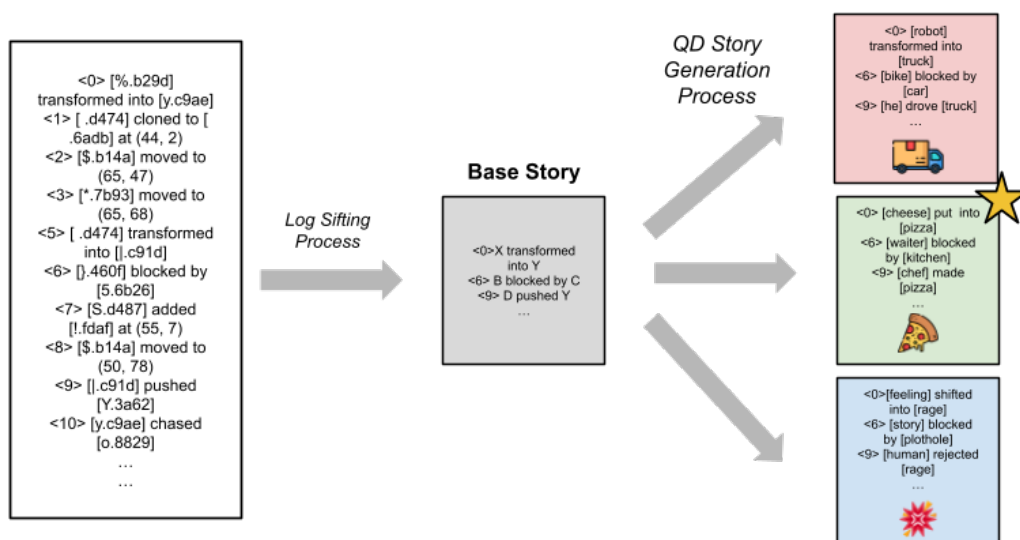 <0> [%.b29d]
transformed into [y.c9ae]
<1> [ .d474] cloned to [
.6adb] at (44, 2)
<2> [$.b14a] moved to
(65, 47)
<3> [*.7b93] moved to
(65, 68)
<5> [ .d474] transformed
into [|.c91d]
<6> [}.460f] blocked by
[5.6b26]
<7> [S.d487] added
[!.fdaf] at (55, 7)
<8> [$.b14a] moved to
(50, 78)
<9> [|.c91d] pushed
[Y.3a62]
<10> [y.c9ae] chased
[o.8829]
...
...
Log Sifting
Process
Base Story
<0>X transformed
into Y
<6> B blocked by C
<9> D pushed Y
...
QD Story
Generation
Process
<0> [robot]
transformed into
[truck]
<6> [bike] blocked by
[car]
<9> [he] drove [truck]
...
<0> [cheese] put into
[pizza]
<6> [waiter] blocked
by [kitchen]
<9> [chef] made
[pizza]
...
<0>[feeling] shifted
into [rage]
<6> [story] blocked
by [plothole]
<9> [human] rejected
[rage]
...